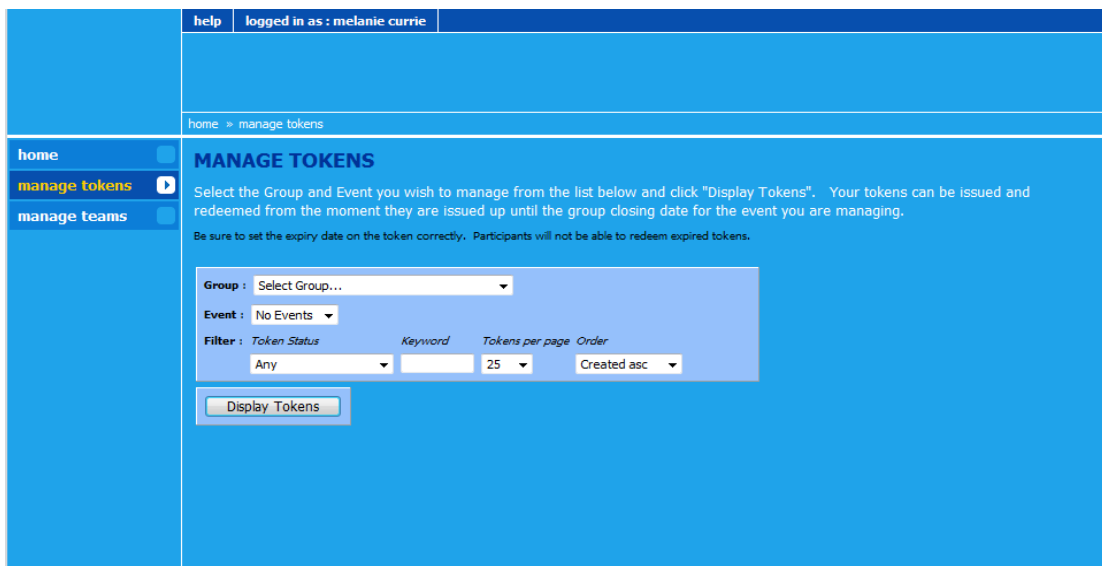 help logged in as : melanie currie
home » manage tokens
home
manage tokens
manage teams
MANAGE TOKENS
Select the Group and Event you wish to manage from the list below and click "Display Tokens". Your tokens can be issued and
redeemed from the moment they are issued up until the group closing date for the event you are managing.
Be sure to set the expiry date on the token correctly. Participants will not be able to redeem expired tokens.
Group : Select Group...
Event : No Events
Filter : Token Status Keyword Tokens per page Order
Any 25 Created asc
Display Tokens